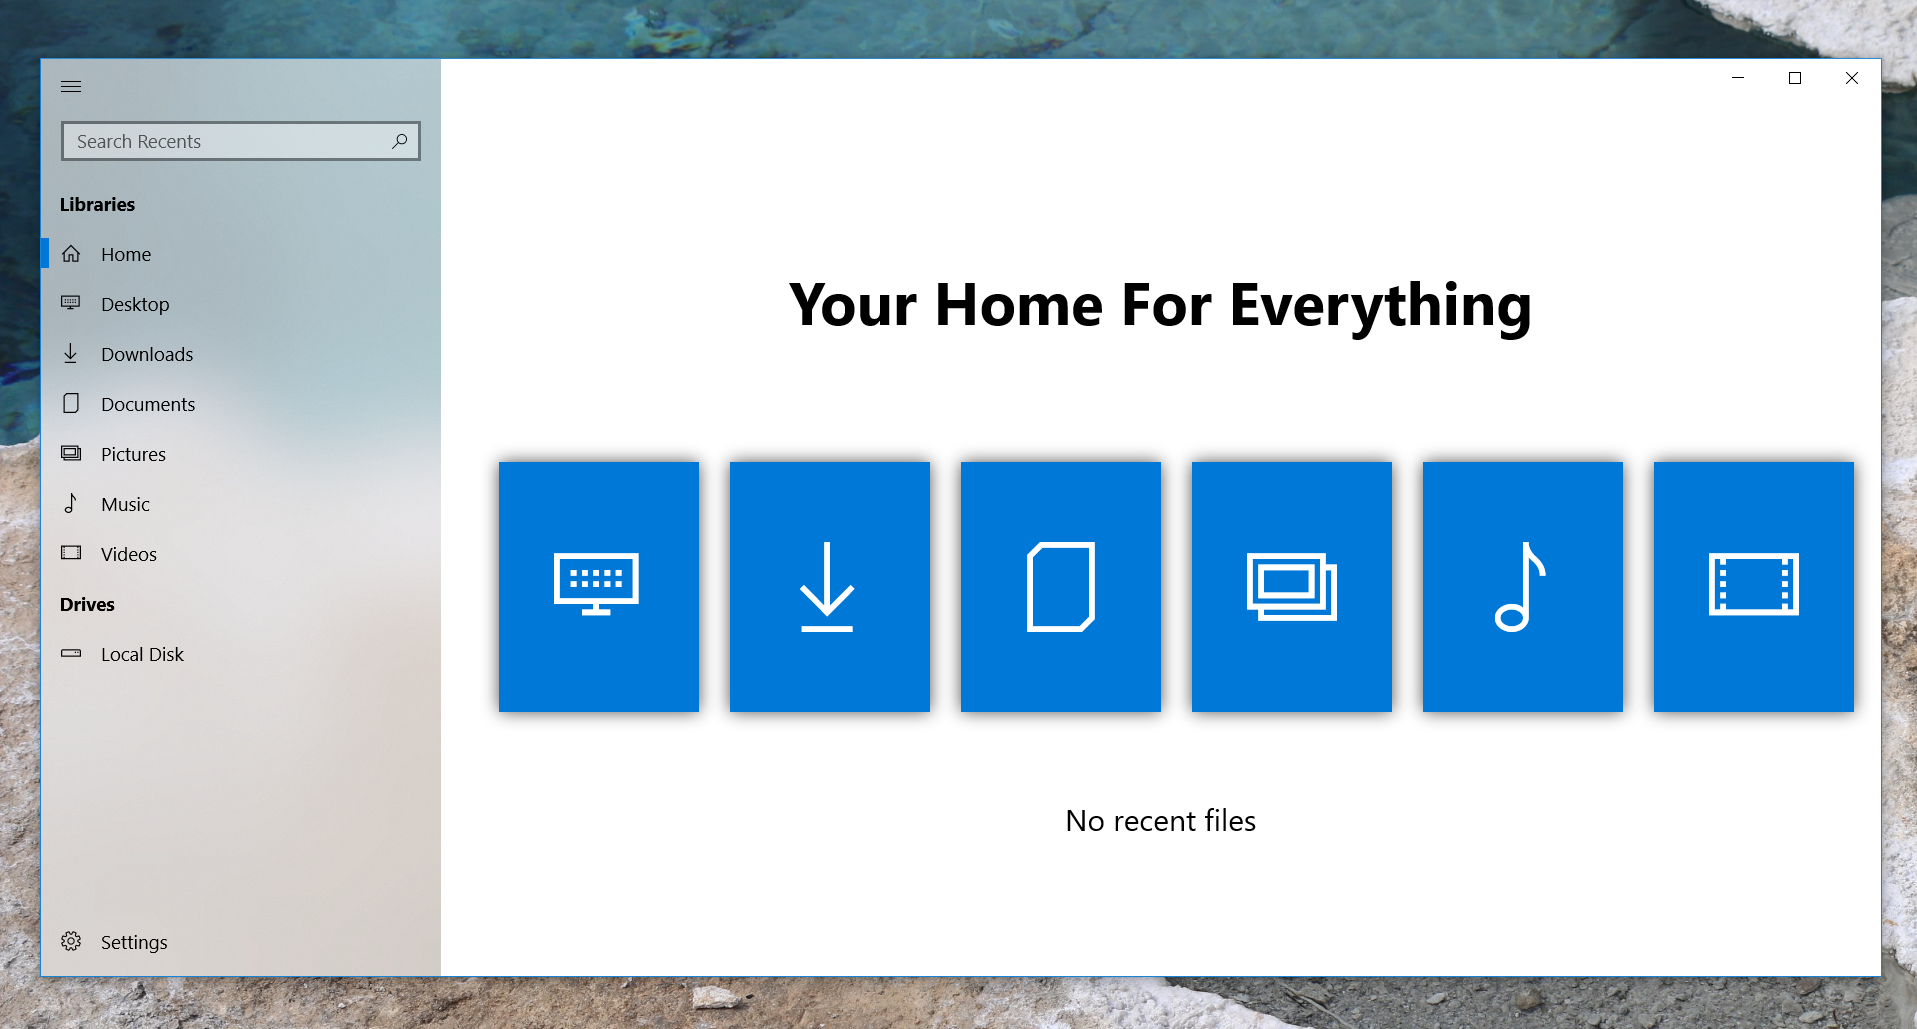 Search Recents
Libraries
Home
Desktop
Downloads
Documents
Pictures
Music
Videos
Drives
Local Disk
Settings
Your Home For Everything
No recent files